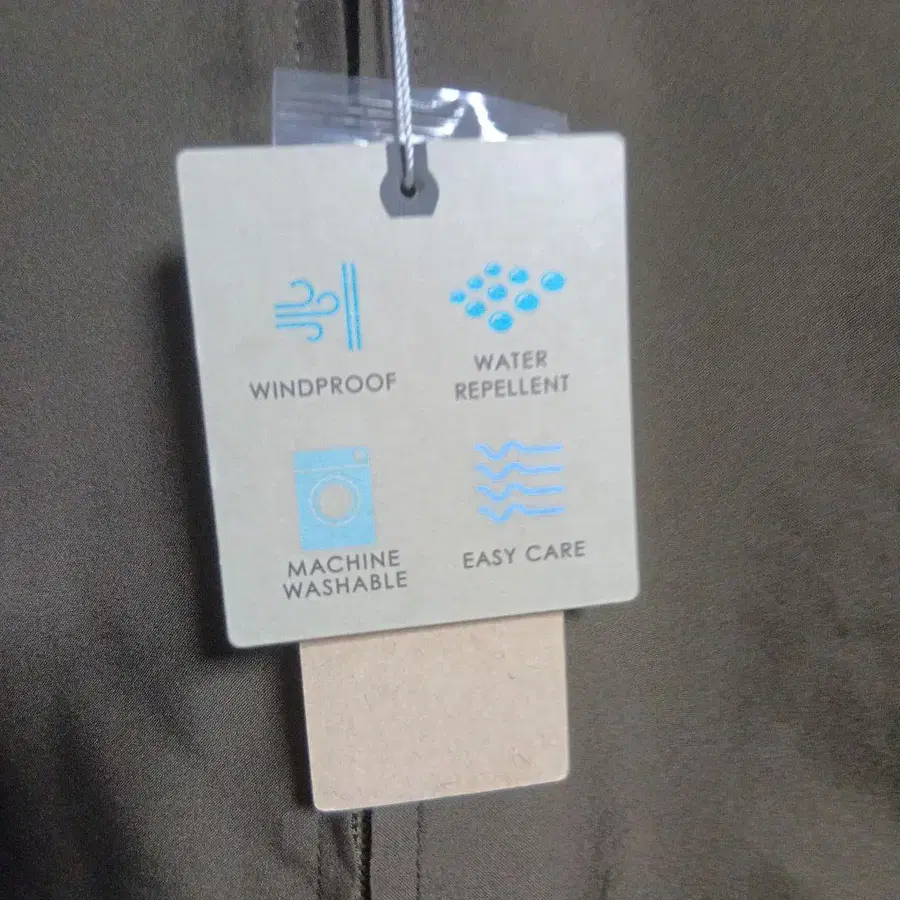 WINDPROOF
WATER
REPELLENT
MACHINE
WASHABLE
EASY CARE